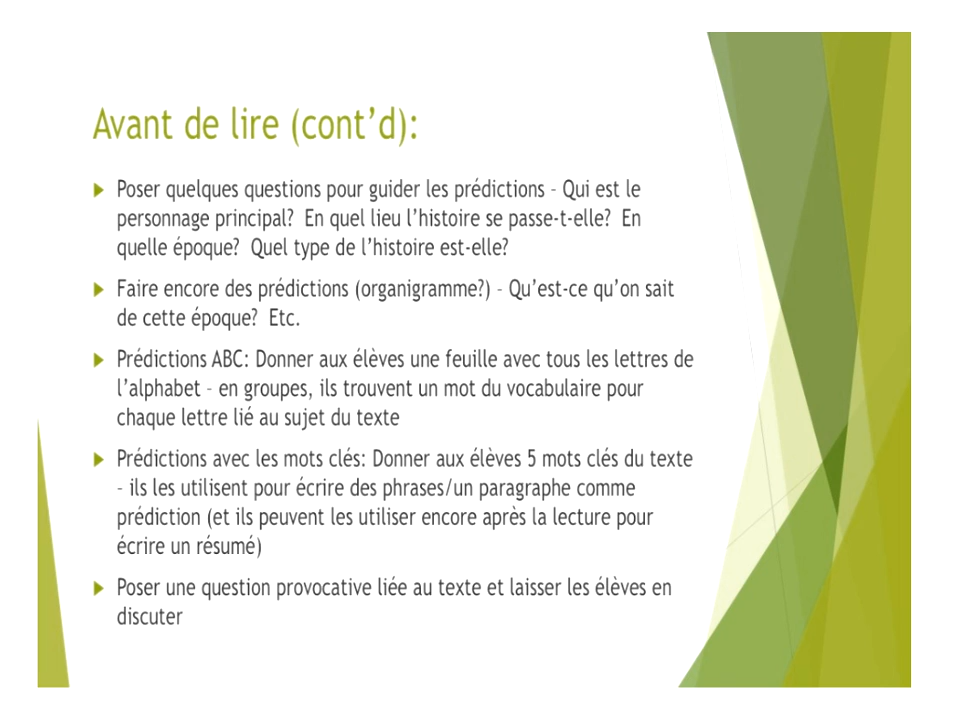 Avant de lire (cont’d):
Poser quelques questions pour guider les prédictions – Qui est le
personnage principal?  En quel lieu l’histoire se passe-t-elle?  En
quelle époque?  Quel type de l’histoire est-elle?
Faire encore des prédictions (organigramme?) – Qu’est-ce qu’on sait
de cette époque?  Etc.
Prédictions ABC: Donner aux élèves une feuille avec tous les lettres de
l’alphabet – en groupes, ils trouvent un mot du vocabulaire pour
chaque lettre lié au sujet du texte
Prédictions avec les mots clés: Donner aux élèves 5 mots clés du texte
– ils les utilisent pour écrire des phrases/un paragraphe comme
prédiction (et ils peuvent les utiliser encore après la lecture pour
écrire un résumé)
Poser une question provocative liée au texte et laisser les élèves en
discuter